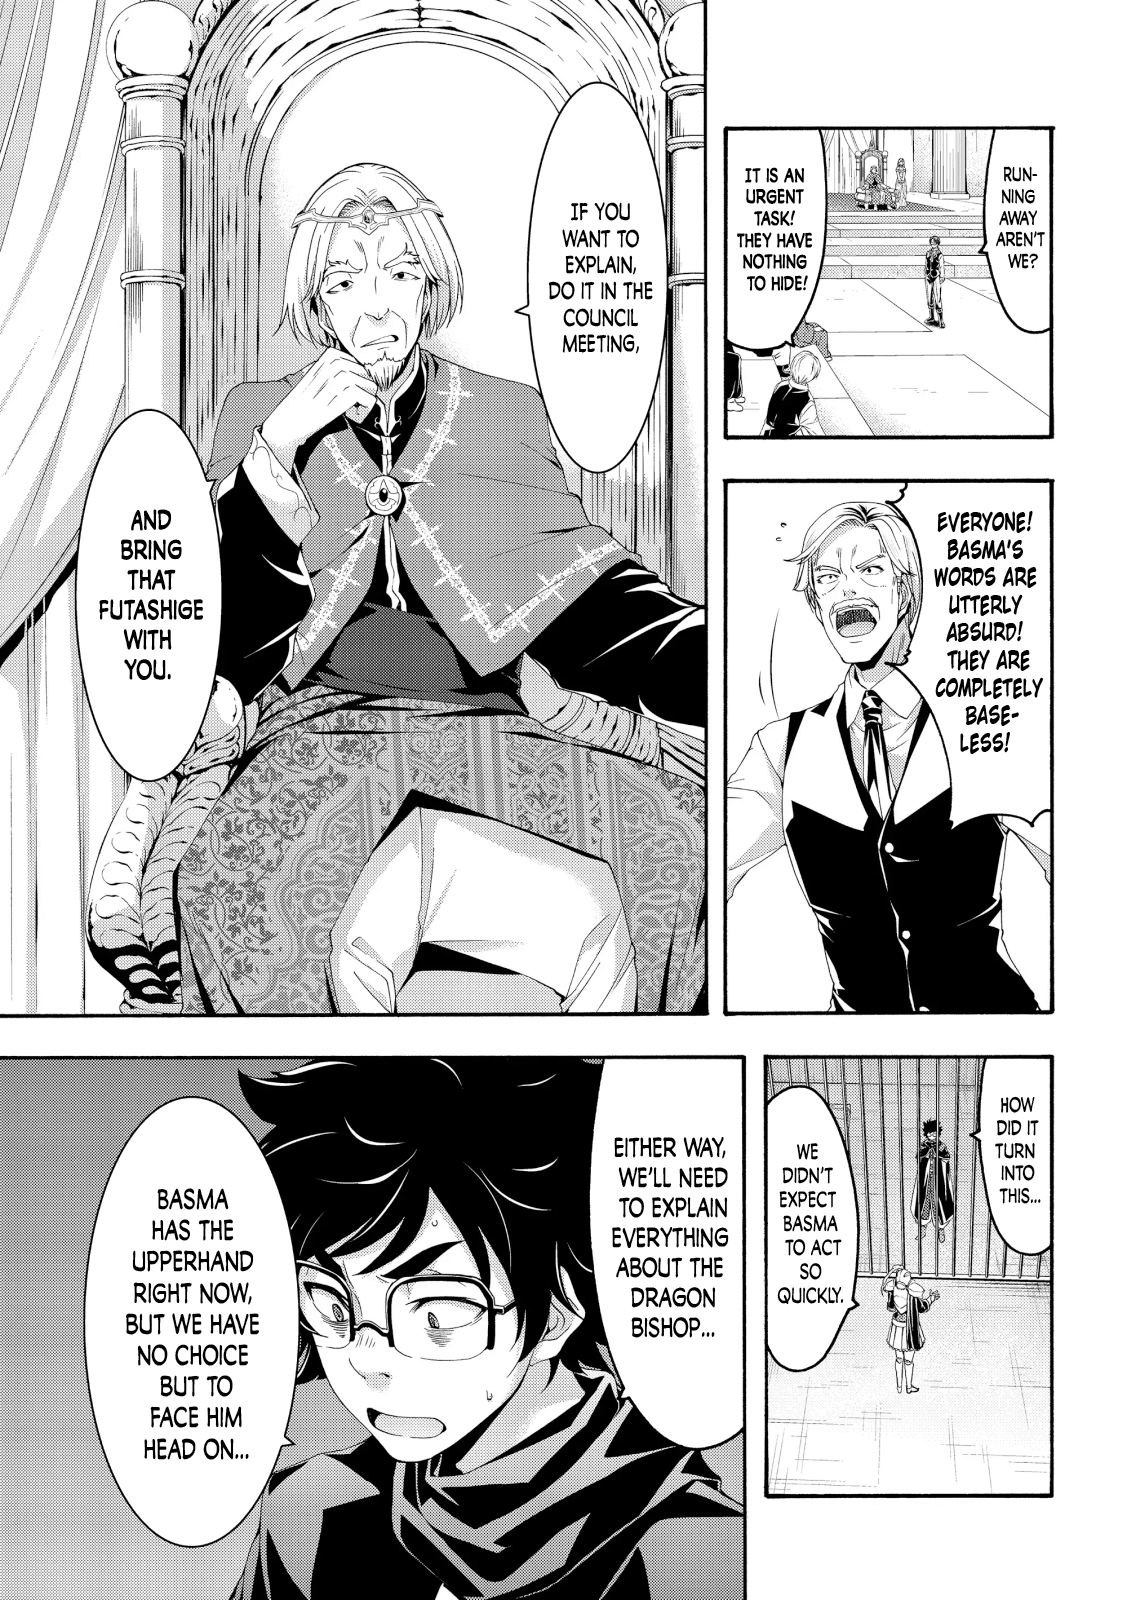 RUN-
NING
AWAY
AREN'T
WE?
IT IS AN
URGENT
TASK!
THEY HAVE
NOTHING
TO HIDE!
EVERYONE!
BASMA'S
WORDS ARE
UTTERLY
ABSURD!
THEY ARE
COMPLETELY
BASE-
LESS!
IF YOU
WANT TO
EXPLAIN,
DO IT IN THE
COUNCIL
MEETING,
AND
BRING
THAT
FUTASHIGE
WITH
YOU.
HOW
DID IT
TURN
INTO
THIS...
WE
DIDN'T
EXPECT
BASMA
TO ACT
SO
QUICKLY.
EITHER WAY,
WE'LL NEED
TO EXPLAIN
EVERYTHING
ABOUT THE
DRAGON
BISHOP...
BASMA
HAS THE
UPPERHAND
RIGHT NOW,
BUT WE HAVE
NO CHOICE
BUT TO
FACE HIM
HEAD ON...